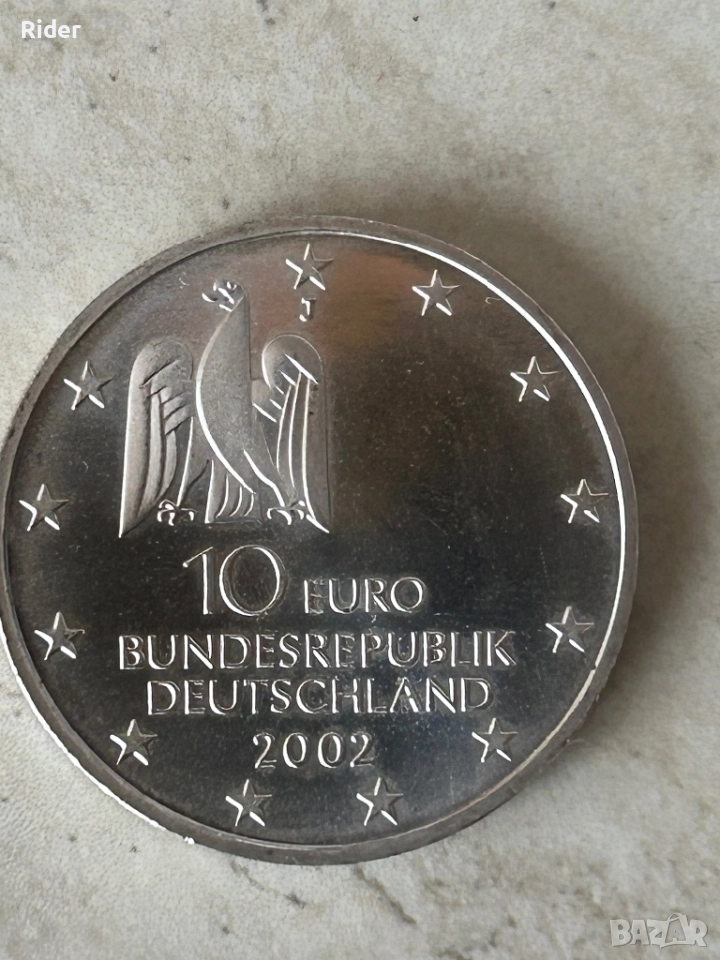 Rider
J
10 EURO
BUNDESREPUBLIK
DEUTSCHLAND
2002
BAZAR